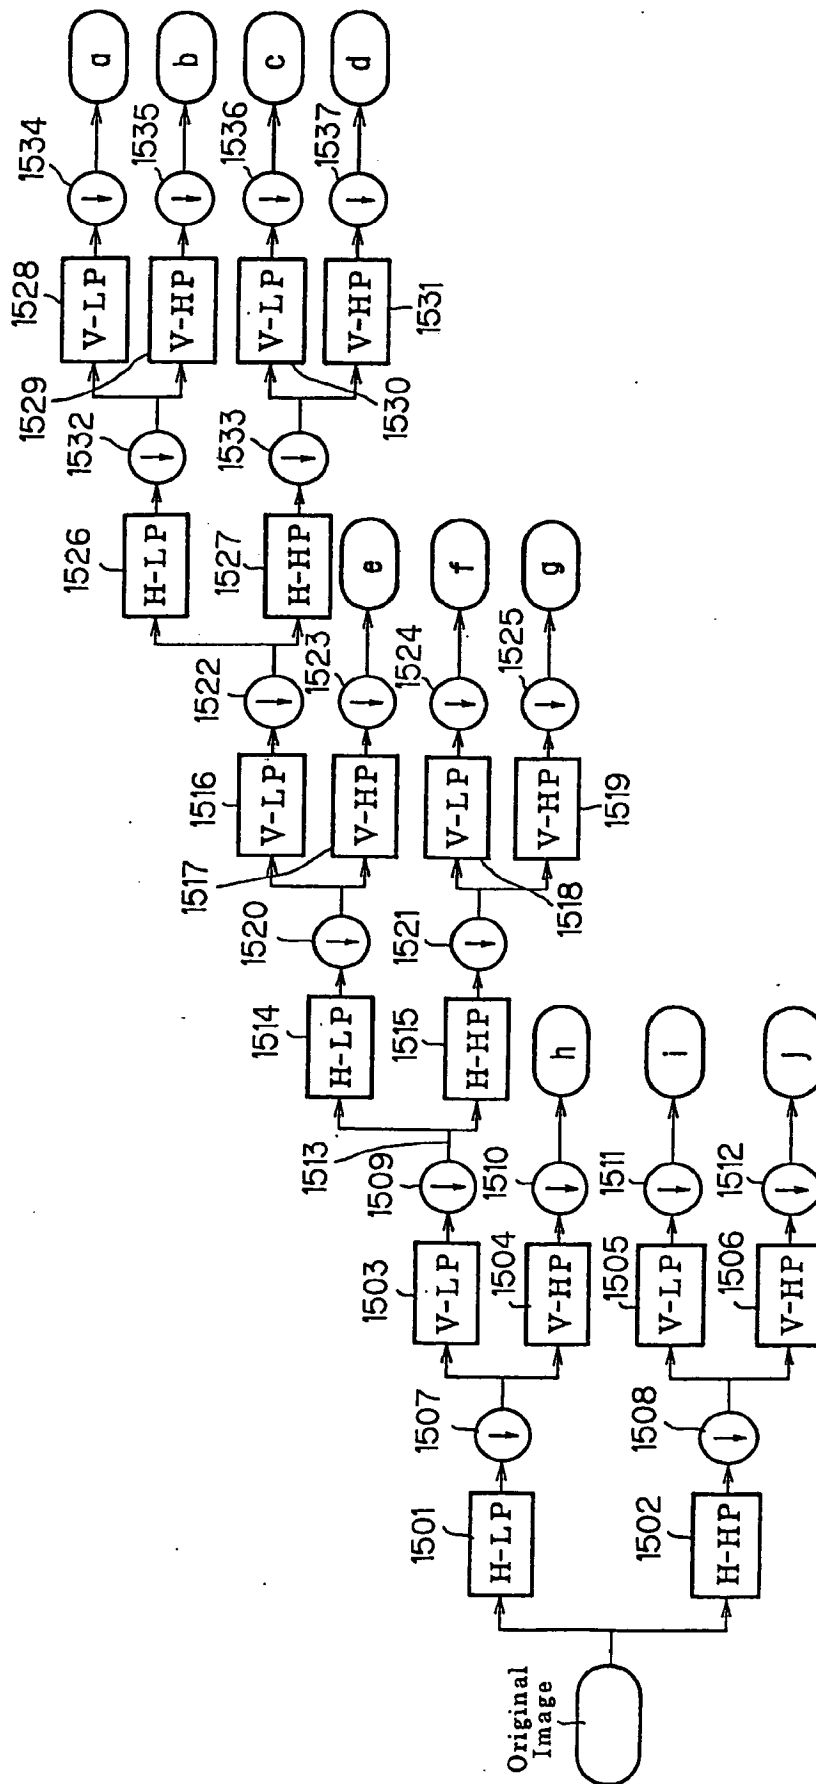 Original
Image
1501
H-LP
1502
H-HP
1507
1508
1503
V-LP
1504
V-HP
1505
V-LP
1506
V-HP
1509
1510
1511
1512
1513
h
i
j
1514
H-LP
1515
H-HP
1520
1521
1516
V-LP
1517
V-HP
1518
V-LP
1519
V-HP
1522
1523
1524
1525
e
f
g
1526
H-LP
1527
H-HP
1532
1533
1528
V-LP
1529
V-HP
1530
V-LP
1531
V-HP
1534
1535
1536
1537
a
b
c
d